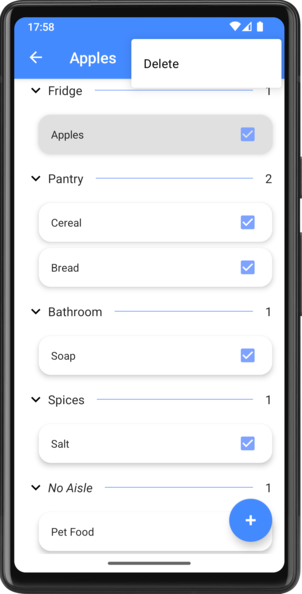 17:58
Apples
Delete
Fridge 1
Apples
Pantry 2
Cereal
Bread
Bathroom 1
Soap
Spices 1
Salt
No Aisle 1
Pet Food
+